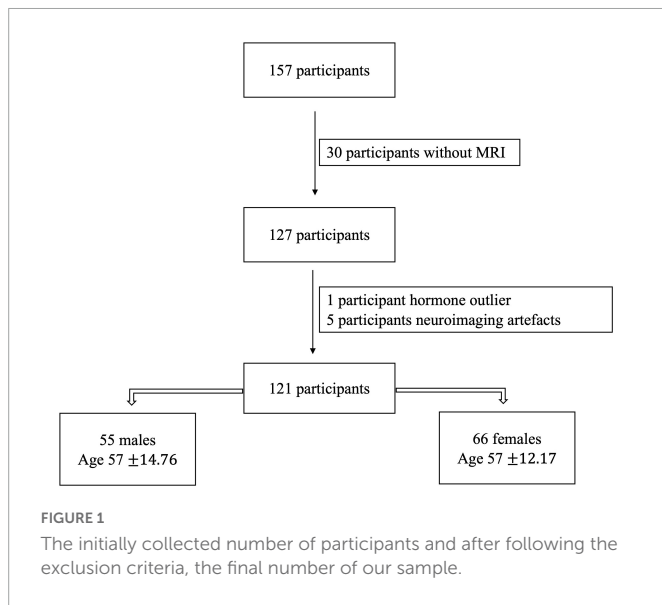 157 participants
30 participants without MRI
127 participants
1 participant hormone outlier
5 participants neuroimaging artefacts
121 participants
55 males
Age 57 ±14.76
66 females
Age 57 ±12.17
FIGURE 1
The initially collected number of participants and after following the
exclusion criteria, the final number of our sample.